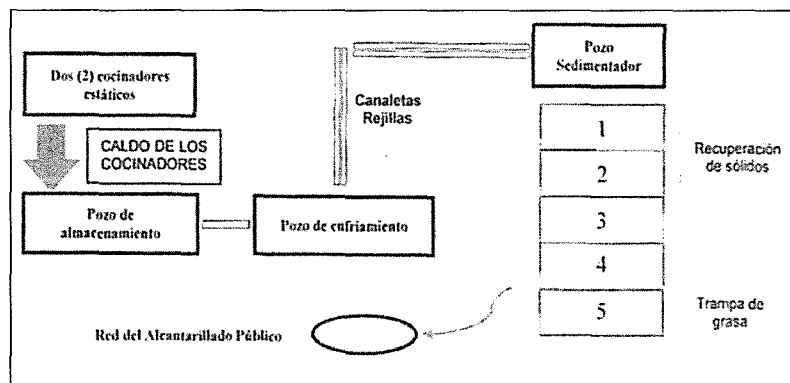 Dos (2) cocinadores
estáticos
CALDO DE LOS
COCINADORES
Pozo de
almacenamiento
Pozo de enfriamiento
Canaletas
Rejillas
Pozo
Sedimentador
1
2
3
4
5
Recuperación
de sólidos
Trampa de
grasa
Red del Alcantarillado Público